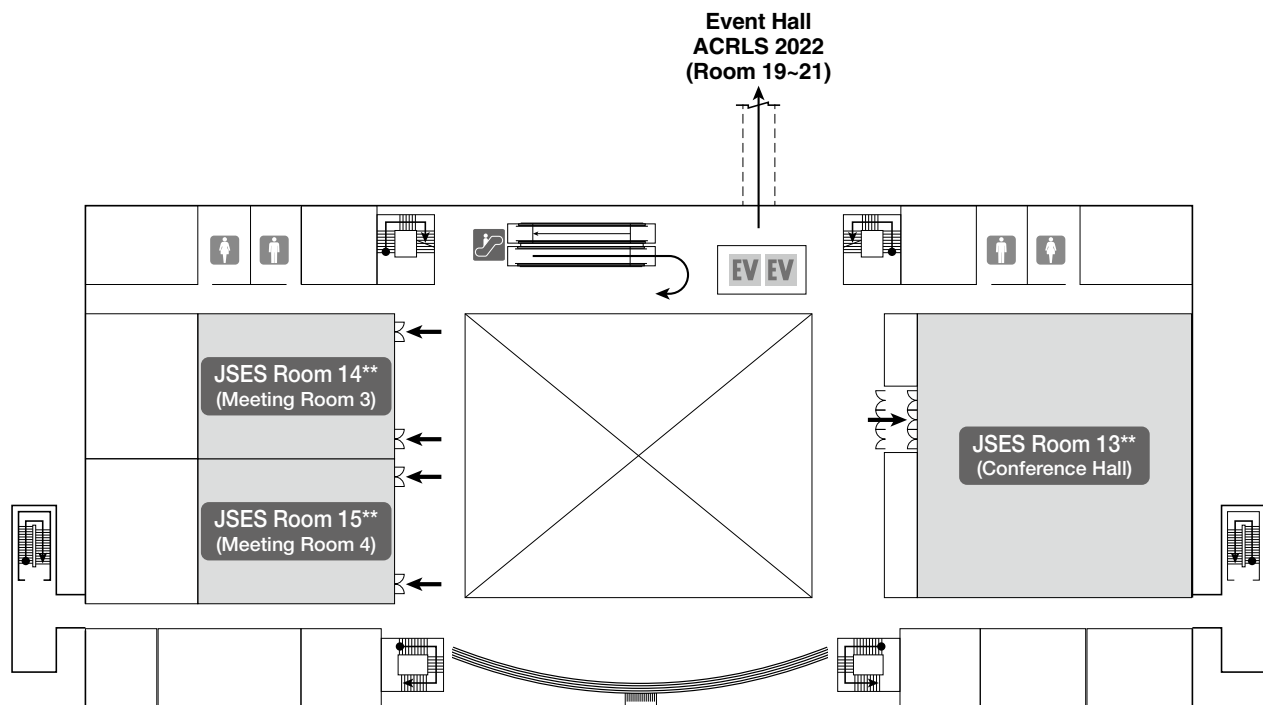 Event Hall
ACRLS 2022
(Room 19~21)
EV EV
JSES Room 14**
(Meeting Room 3)
JSES Room 13**
(Conference Hall)
JSES Room 15**
(Meeting Room 4)